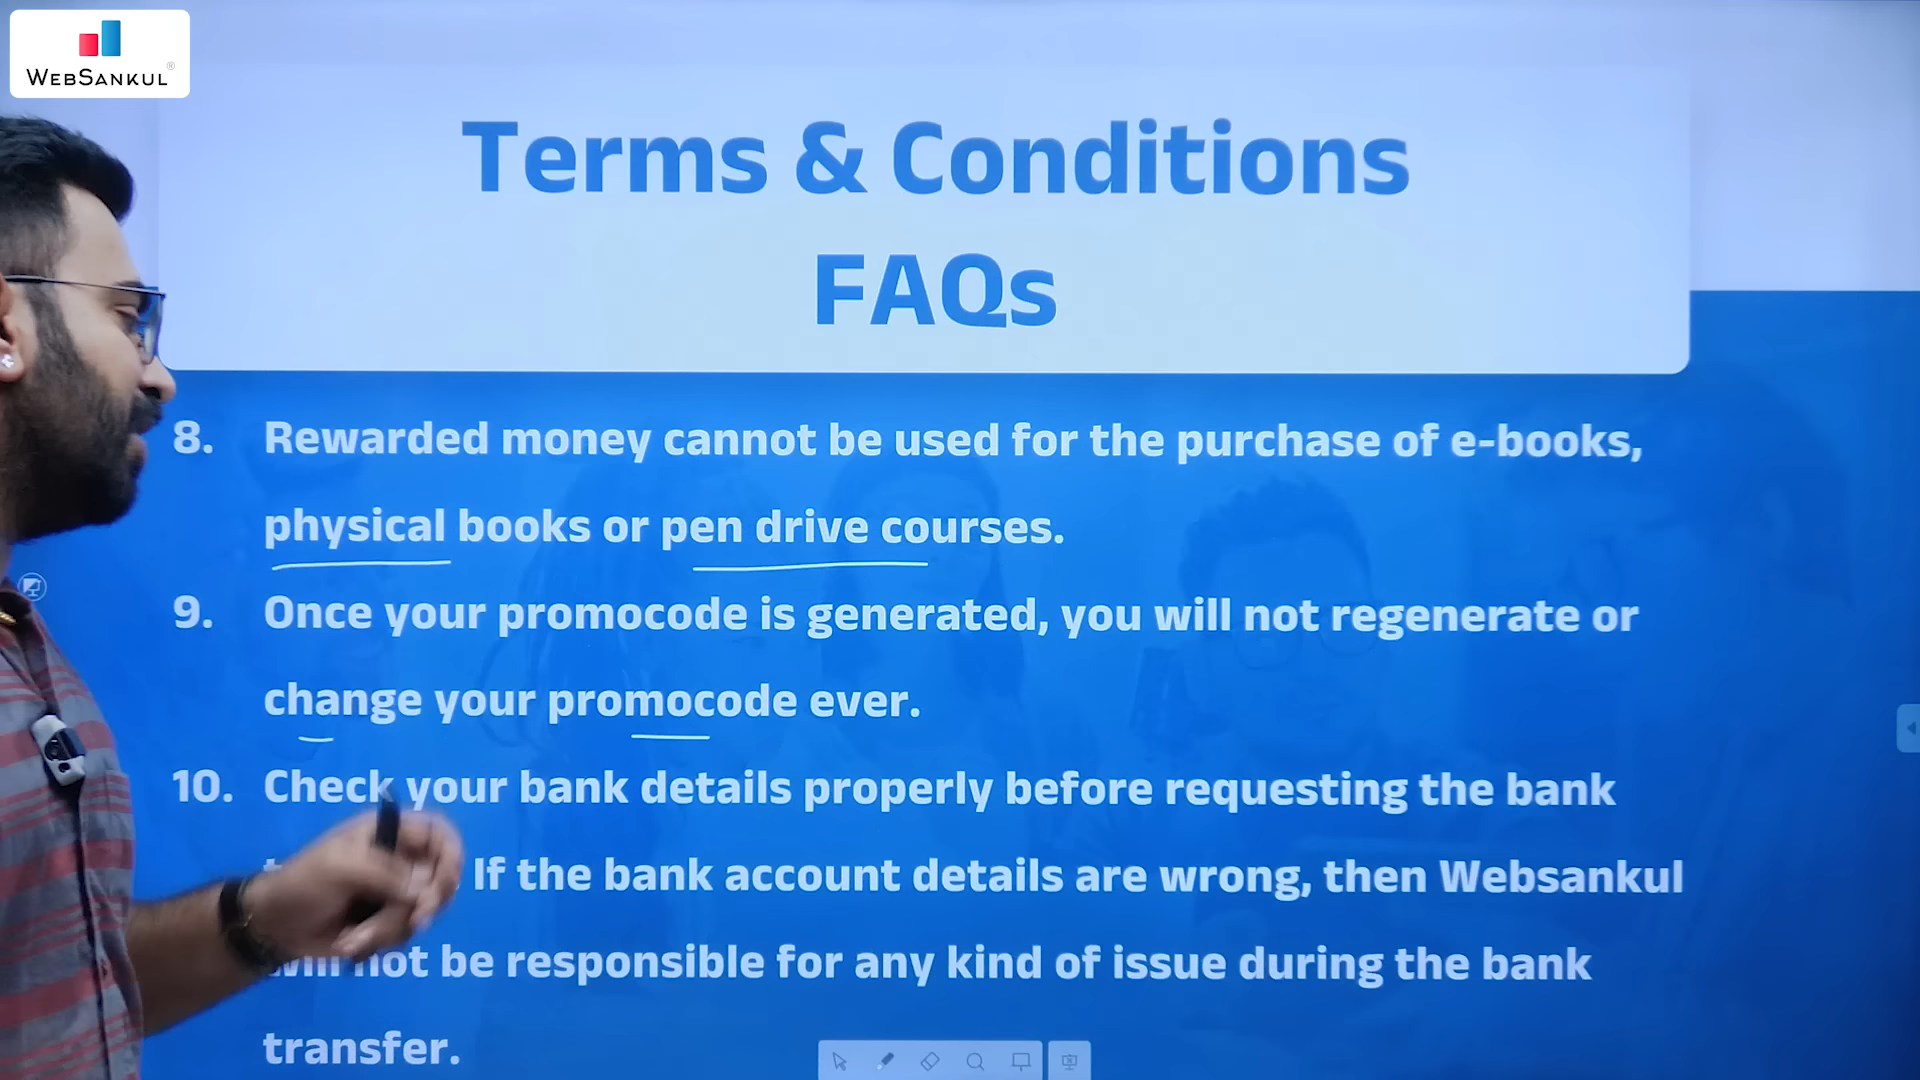 WEBSANKUL®
Terms & Conditions
FAQs
8. Rewarded money cannot be used for the purchase of e-books,
physical books or pen drive courses.
9. Once your promocode is generated, you will not regenerate or
change your promocode ever.
10. Check your bank details properly before requesting the bank
If the bank account details are wrong, then Websankul
not be responsible for any kind of issue during the bank
transfer.